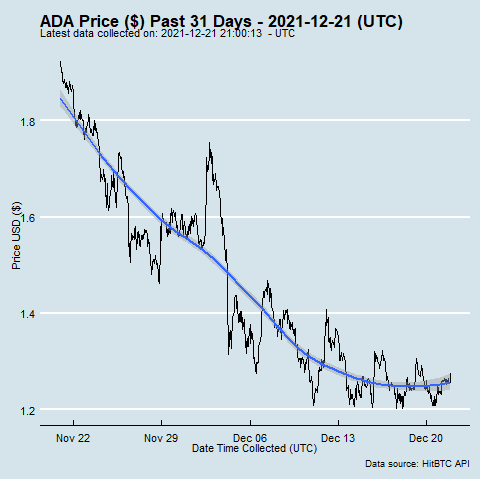 ADA Price ($) Past 31 Days - 2021-12-21 (UTC)
Latest data collected on: 2021-12-21 21:00:13 - UTC
1.8
1.6
1.4
1.2
Price USD ($)
Nov 22 Nov 29 Dec 06 Dec 13 Dec 20
Date Time Collected (UTC)
Data source: HitBTC API